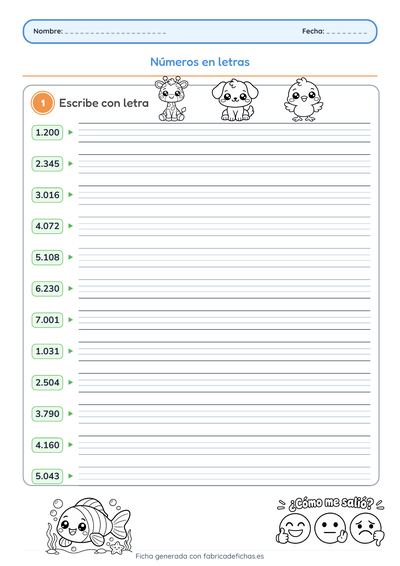 Nombre: Fecha:
Números en letras
1 Escribe con letra
1.200
2.345
3.016
4.072
5.108
6.230
7.001
1.031
2.504
3.790
4.160
5.043
¿Cómo me salió?
Ficha generada con fabricadefichas.es